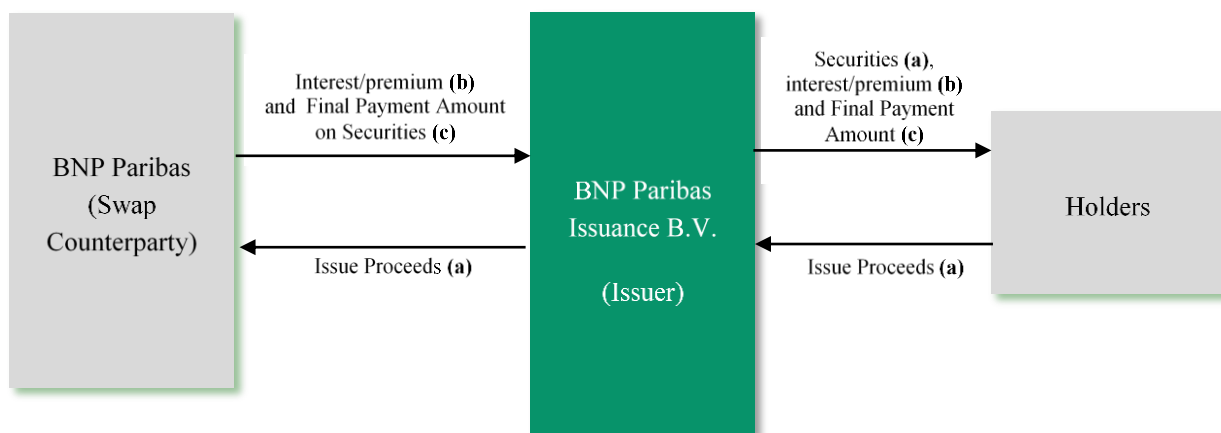 BNP Paribas
(Swap
Counterparty)
Interest/premium (b)
and Final Payment Amount
on Securities (c)
Issue Proceeds (a)
BNP Paribas
Issuance B.V.
(Issuer)
Securities (a),
interest/premium (b)
and Final Payment
Amount (c)
Issue Proceeds (a)
Holders